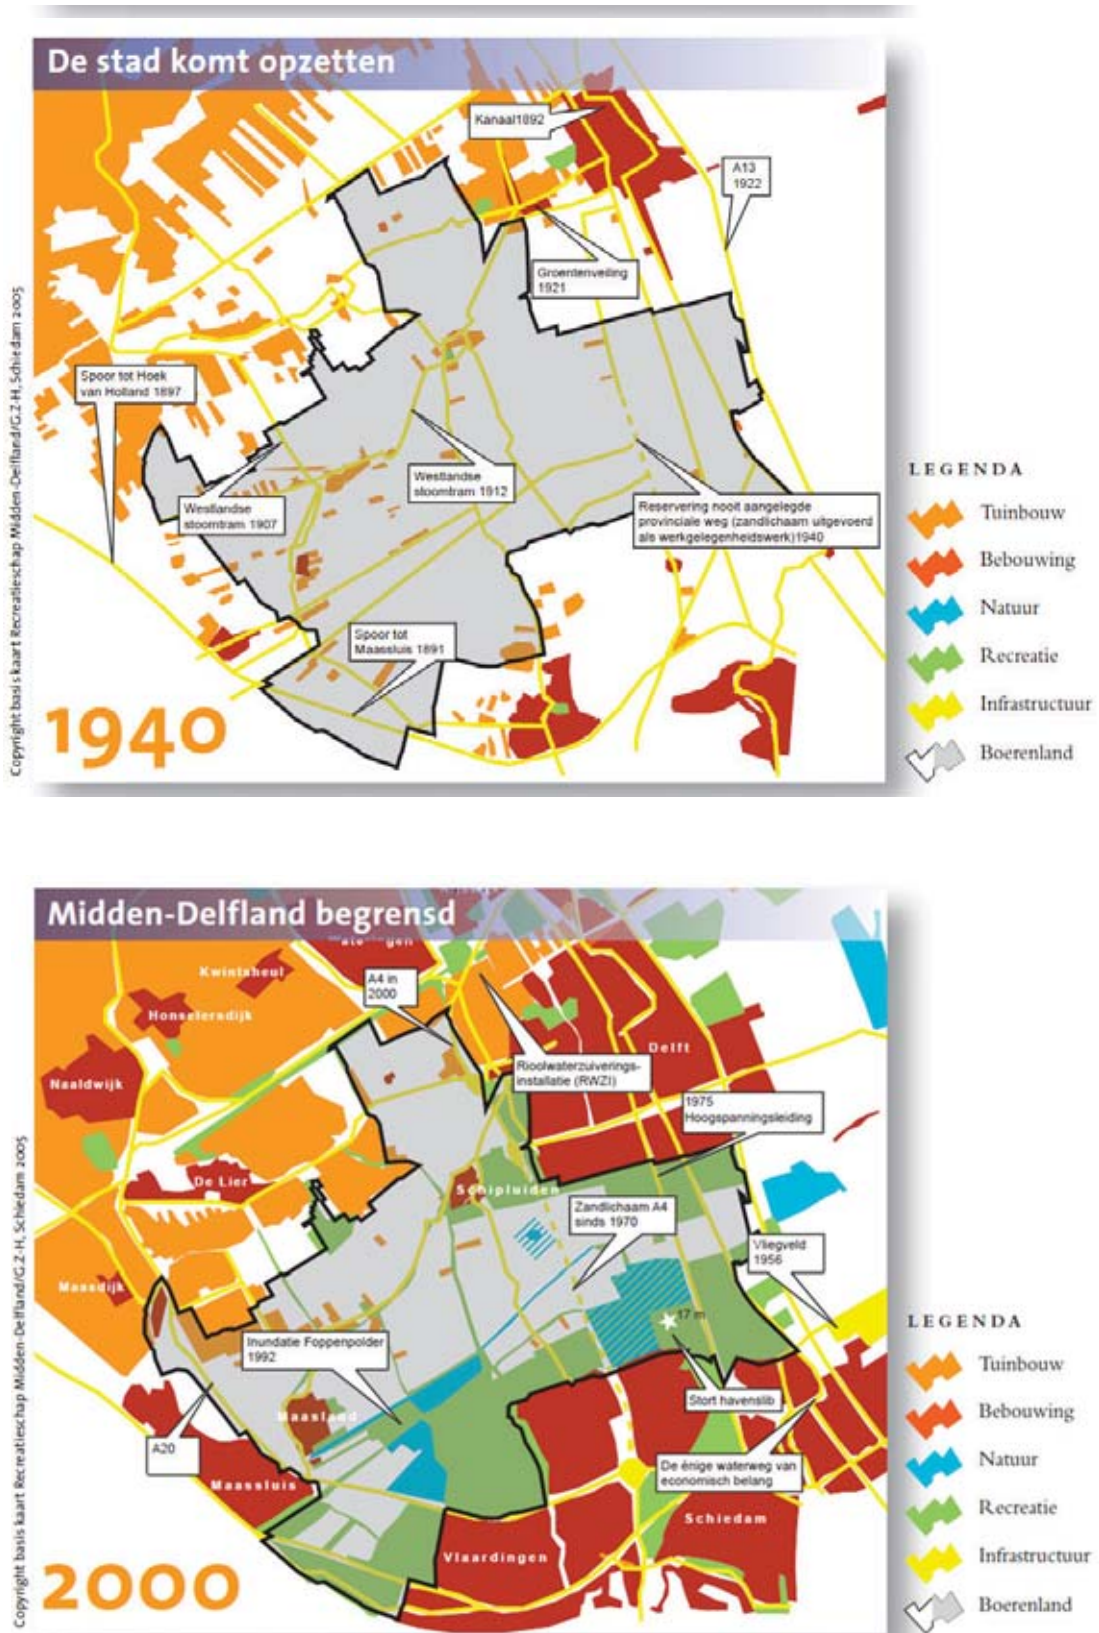 De stad komt opzetten
Kanaal1892
A13
1922
Groentenveiling
1921
Spoor tot Hoek
van Holland 1897
Westlandse
stoomtram 1907
Westlandse
stoomtram 1912
Reservering nooit aangelegde
provinciale weg (zandlichaam uitgevoerd
als werkgelegenheidswerk)1940
Spoor tot
Maassluis 1891
1940
Copyright basis kaart Recreatieschap Midden-Delfland/G.Z-H, Schiedam 2005
LEGENDA
Tuinbouw
Bebouwing
Natuur
Recreatie
Infrastructuur
Boerenland
Midden-Delfland begrensd
Kwintsheul
A4 in
2000
Honselersdijk
Naaldwijk
Delft
Rioolwaterzuiverings-
installatie (RWZI)
1975
Hoogspanningsleiding
De Lier
Schipluiden
Zandlichaam A4
sinds 1970
Vliegveld
1956
Maasdijk
17 m
Inundatie Foppenpolder
1992
Stort havenslib
Maasland
A20
De énige waterweg van
economisch belang
Maassluis
Schiedam
Vlaardingen
2000
Copyright basis kaart Recreatieschap Midden-Delfland/G.Z-H, Schiedam 2005
LEGENDA
Tuinbouw
Bebouwing
Natuur
Recreatie
Infrastructuur
Boerenland